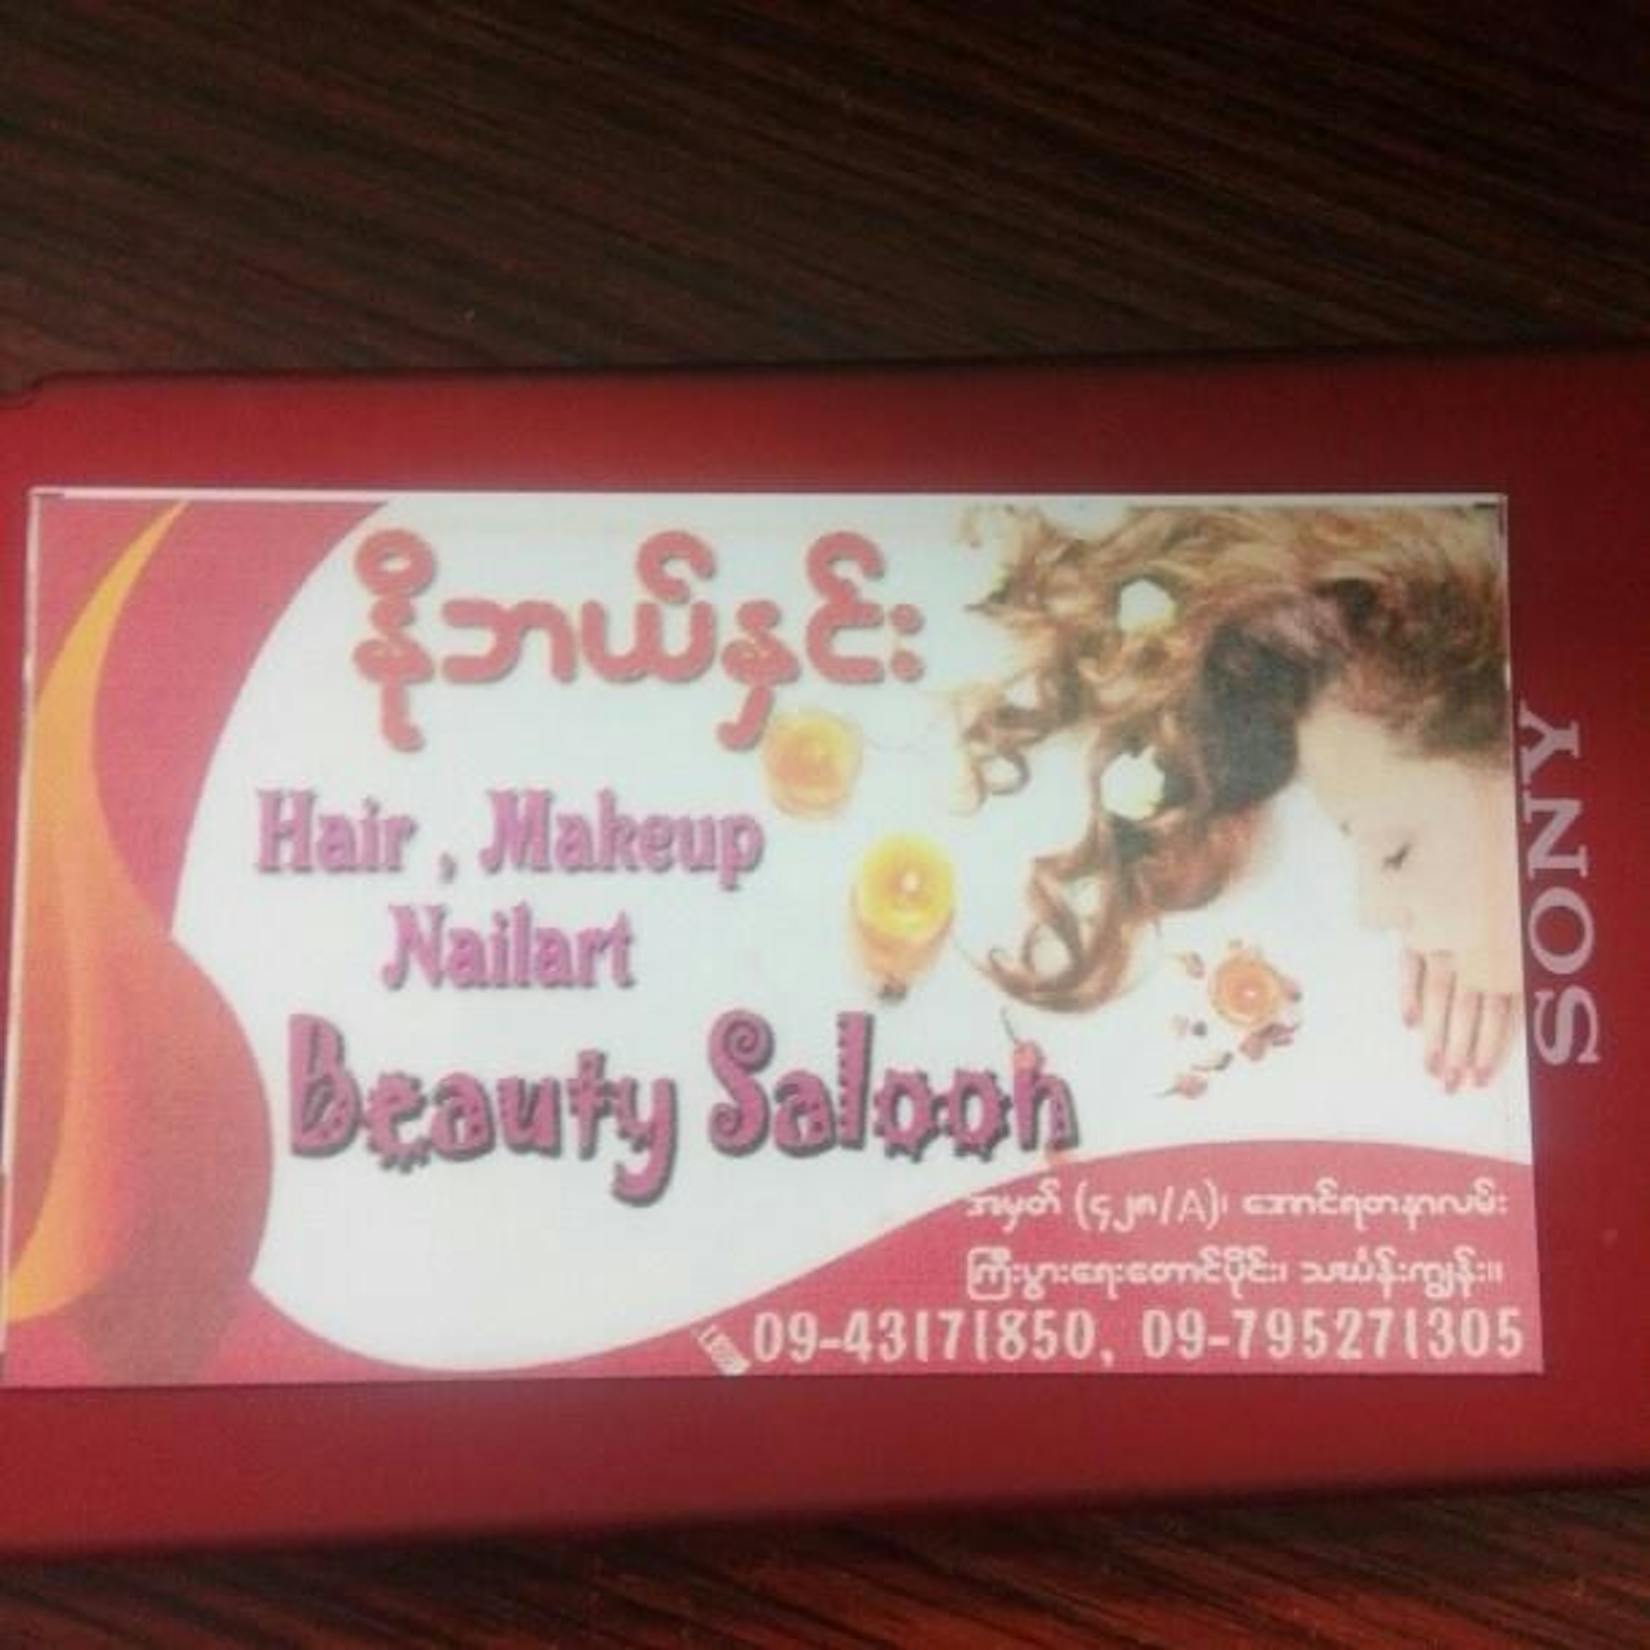 နိုဘယ်နှင်း
Hair , Makeup
Nailart
Beauty Saloon
အမှတ် (၄၂၈/A)၊ အောင်ရတနာလမ်း
ကြီးပွားရေးတောင်ပိုင်း၊ သင်္ဃန်းကျွန်း။
09-43171850, 09-795271305
SONY